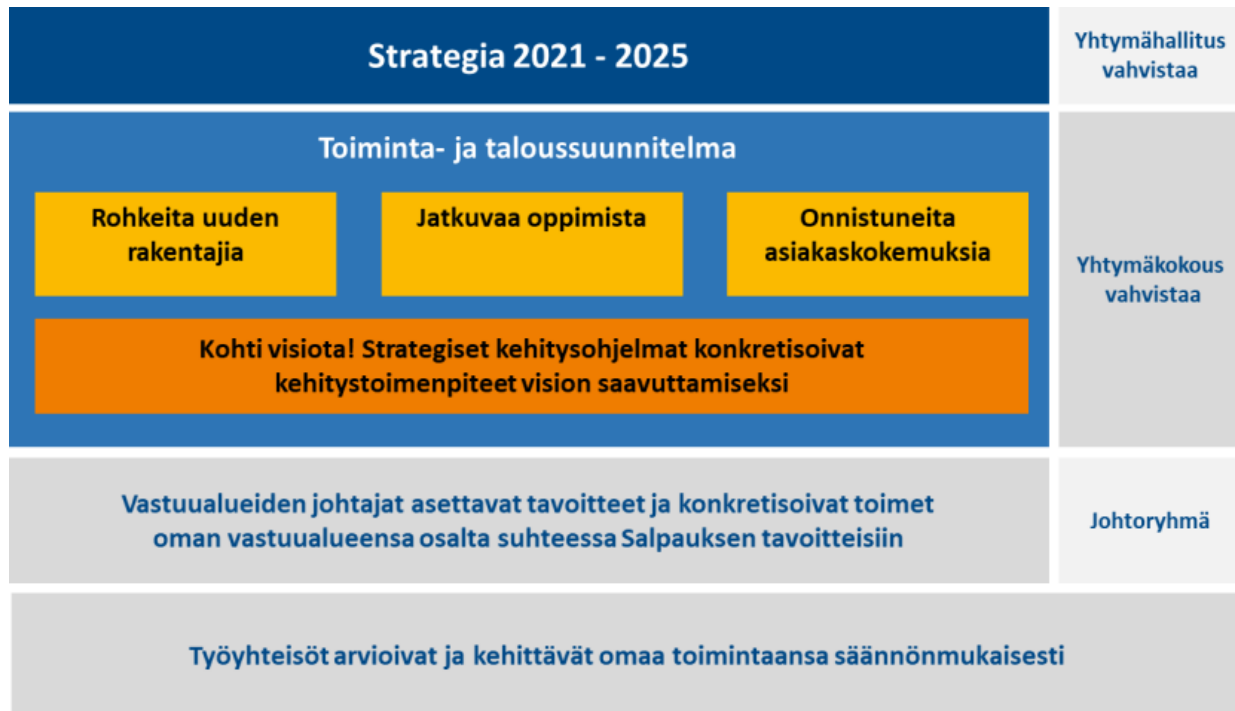 Strategia 2021 - 2025
Yhtymähallitus
vahvistaa
Toiminta- ja taloussuunnitelma
Rohkeita uuden
rakentajia
Jatkuvaa oppimista
Onnistuneita
asiakaskokemuksia
Kohti visiota! Strategiset kehitysohjelmat konkretisoivat
kehitystoimenpiteet vision saavuttamiseksi
Yhtymäkokous
vahvistaa
Vastuualueiden johtajat asettavat tavoitteet ja konkretisoivat toimet
oman vastuualueensa osalta suhteessa Salpauksen tavoitteisiin
Johtoryhmä
Työyhteisöt arvioivat ja kehittävät omaa toimintaansa säännönmukaisesti